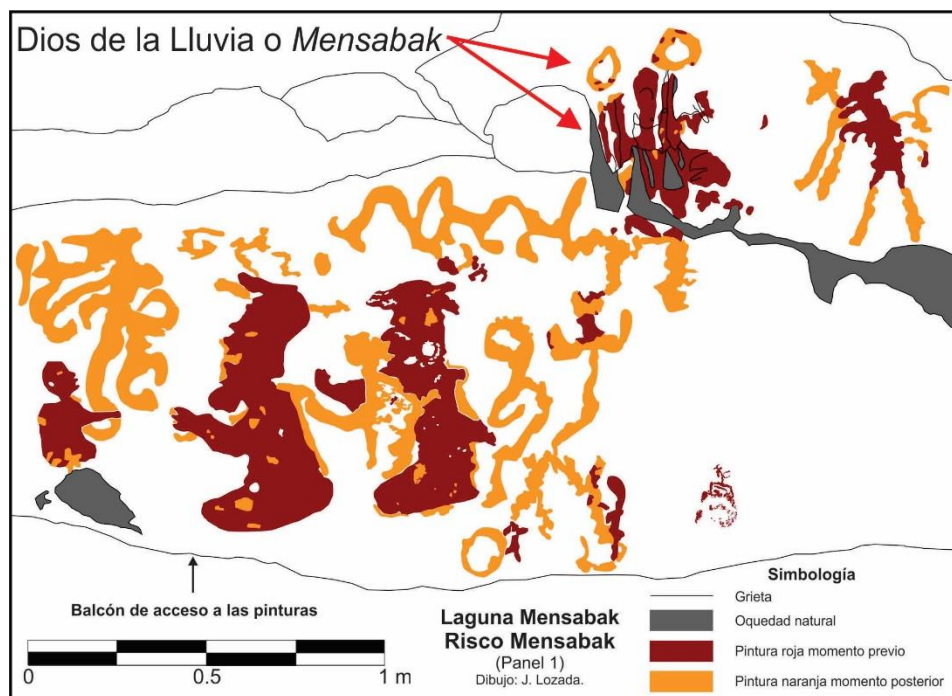 Dios de la Lluvia o Mensabak
Balcón de acceso a las pinturas
0
0.5
1 m
Laguna Mensabak
Risco Mensabak
(Panel 1)
Dibujo: J. Lozada.
Simbología
Grieta
Oquedad natural
Pintura roja momento previo
Pintura naranja momento posterior